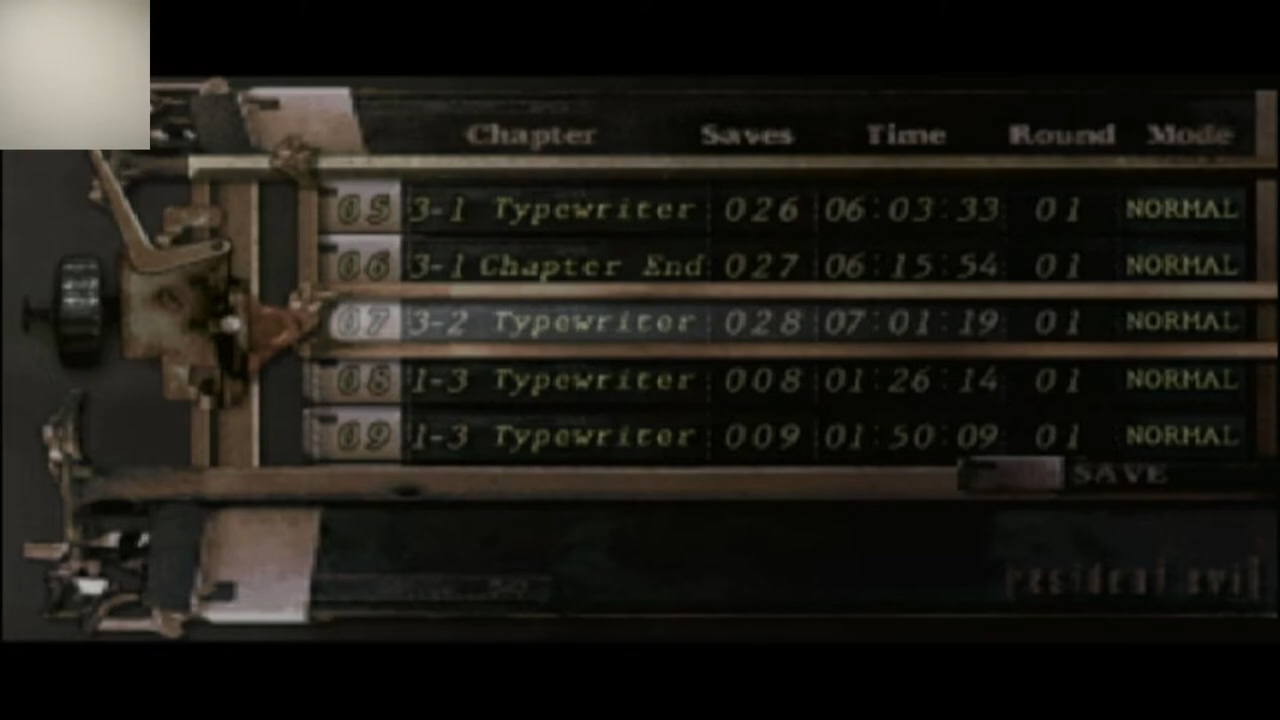 Chapter Saves Time Round Mode
05 3-1 Typewriter 026 06:03:33 01 NORMAL
06 3-1 Chapter End 027 06:15:54 01 NORMAL
07 3-2 Typewriter 028 07:01:19 01 NORMAL
08 1-3 Typewriter 008 01:26:14 01 NORMAL
09 1-3 Typewriter 009 01:50:09 01 NORMAL
SAVE
resident evil